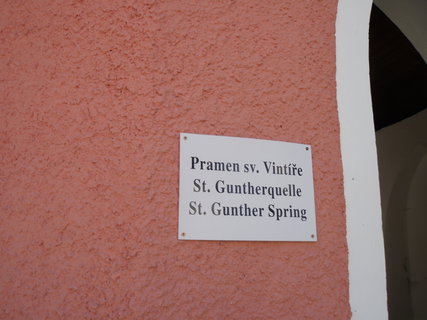 Pramen sv. Vintíře
St. Guntherquelle
St. Gunther Spring